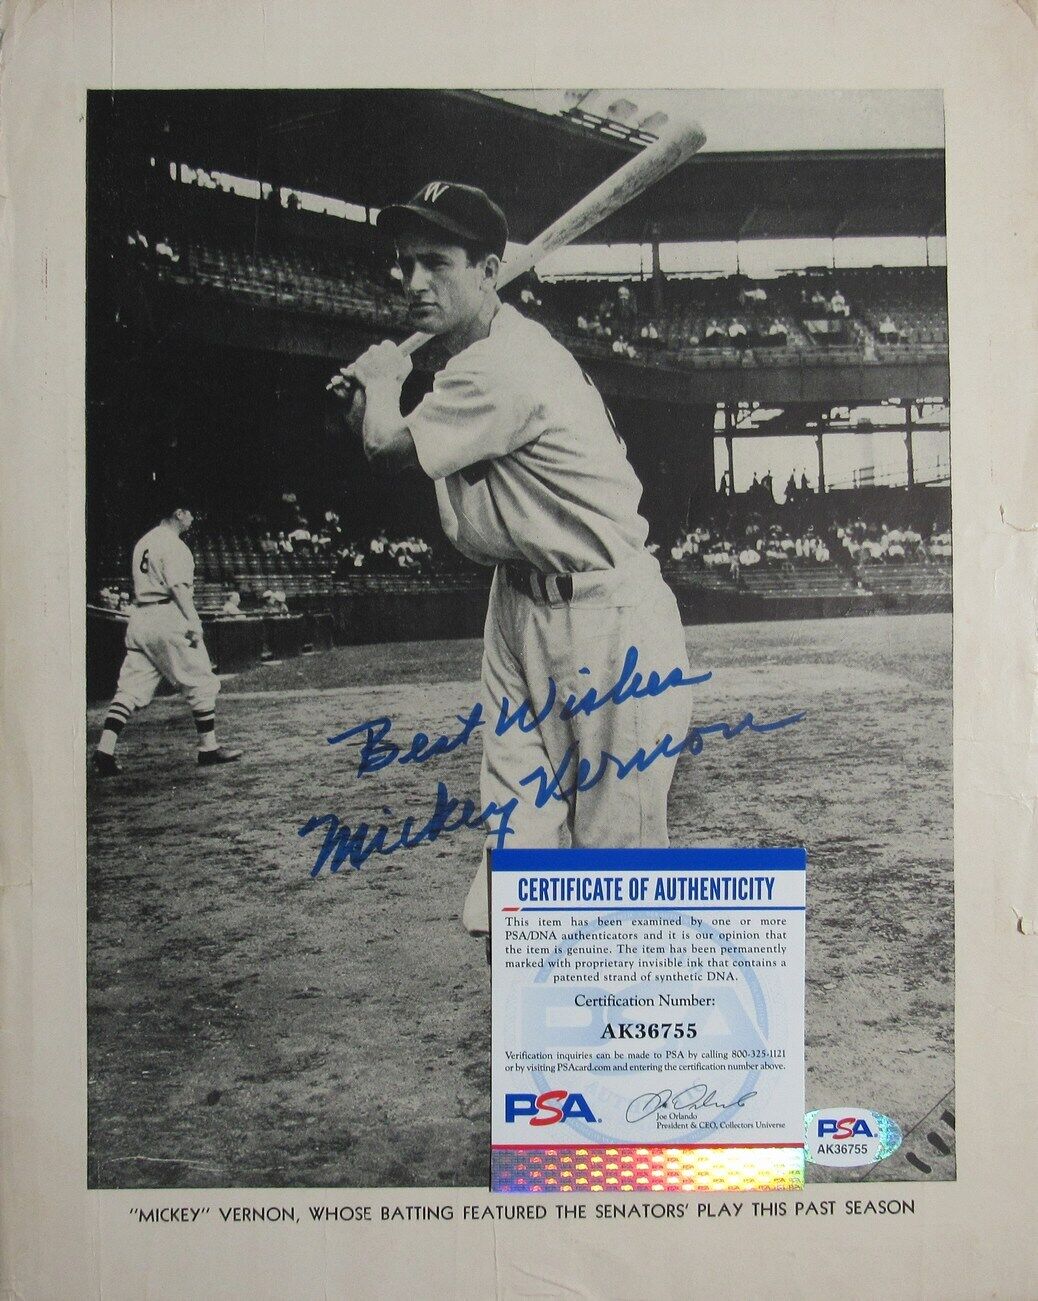 W
6
Best Wishes
Mickey Vernon
CERTIFICATE OF AUTHENTICITY
This item has been examined by one or more
PSA/DNA authenticators and it is our opinion that
the item is genuine. The item has been permanently
marked with proprietary invisible ink that contains a
patented strand of synthetic DNA.
Certification Number:
AK36755
Verification inquiries can be made to PSA by calling 800-325-1121
or by visiting PSAcard.com and entering the certification number above.
PSA
Joe Orlando
President & CEO, Collectors Universe
PSA
AK36755
"MICKEY" VERNON, WHOSE BATTING FEATURED THE SENATORS' PLAY THIS PAST SEASON